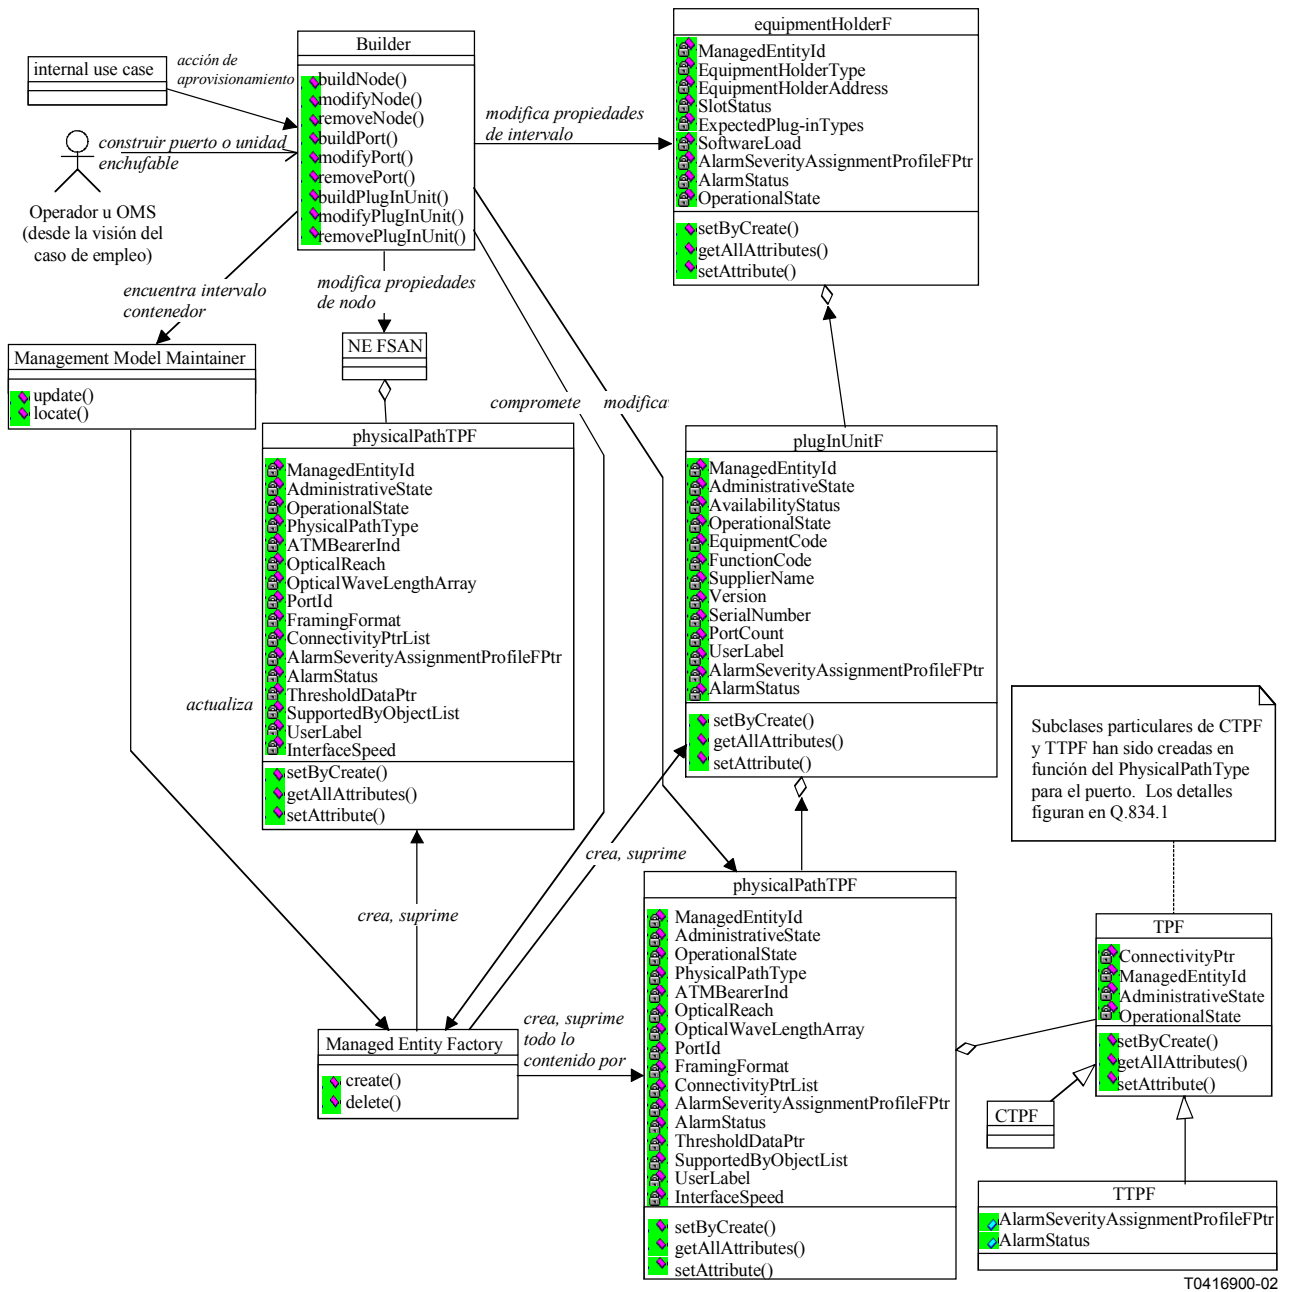 equipmentHolderF
ManagedEntityId
EquipmentHolderType
EquipmentHolderAddress
SlotStatus
ExpectedPlug-inTypes
SoftwareLoad
AlarmSeverityAssignmentProfileFPtr
AlarmStatus
OperationalState
setByCreate()
getAllAttributes()
setAttribute()
Builder
buildNode()
modifyNode()
removeNode()
buildPort()
modifyPort()
removePort()
buildPlugInUnit()
modifyPlugInUnit()
removePlugInUnit()
internal use case
acción de
aprovisionamiento
construir puerto o unidad
enchufable
Operador u OMS
(desde la visión del
caso de empleo)
modifica propiedades
de intervalo
encuentra intervalo
contenedor
modifica propiedades
de nodo
NE FSAN
Management Model Maintainer
update()
locate()
compromete
modifica
physicalPathTPF
ManagedEntityId
AdministrativeState
OperationalState
PhysicalPathType
ATMBearerInd
OpticalReach
OpticalWaveLengthArray
PortId
FramingFormat
ConnectivityPtrList
AlarmSeverityAssignmentProfileFPtr
AlarmStatus
ThresholdDataPtr
SupportedByObjectList
UserLabel
InterfaceSpeed
setByCreate()
getAllAttributes()
setAttribute()
plugInUnitF
ManagedEntityId
AdministrativeState
AvailabilityStatus
OperationalState
EquipmentCode
FunctionCode
SupplierName
Version
SerialNumber
PortCount
UserLabel
AlarmSeverityAssignmentProfileFPtr
AlarmStatus
setByCreate()
getAllAttributes()
setAttribute()
actualiza
Subclases particulares de CTPF
y TTPF han sido creadas en
función del PhysicalPathType
para el puerto. Los detalles
figuran en Q.834.1
crea, suprime
crea, suprime
physicalPathTPF
ManagedEntityId
AdministrativeState
OperationalState
PhysicalPathType
ATMBearerInd
OpticalReach
OpticalWaveLengthArray
PortId
FramingFormat
ConnectivityPtrList
AlarmSeverityAssignmentProfileFPtr
AlarmStatus
ThresholdDataPtr
SupportedByObjectList
UserLabel
InterfaceSpeed
setByCreate()
getAllAttributes()
setAttribute()
TPF
ConnectivityPtr
ManagedEntityId
AdministrativeState
OperationalState
setByCreate()
getAllAttributes()
setAttribute()
Managed Entity Factory
create()
delete()
crea, suprime
todo lo
contenido por
CTPF
TTPF
AlarmSeverityAssignmentProfileFPtr
AlarmStatus
T0416900-02